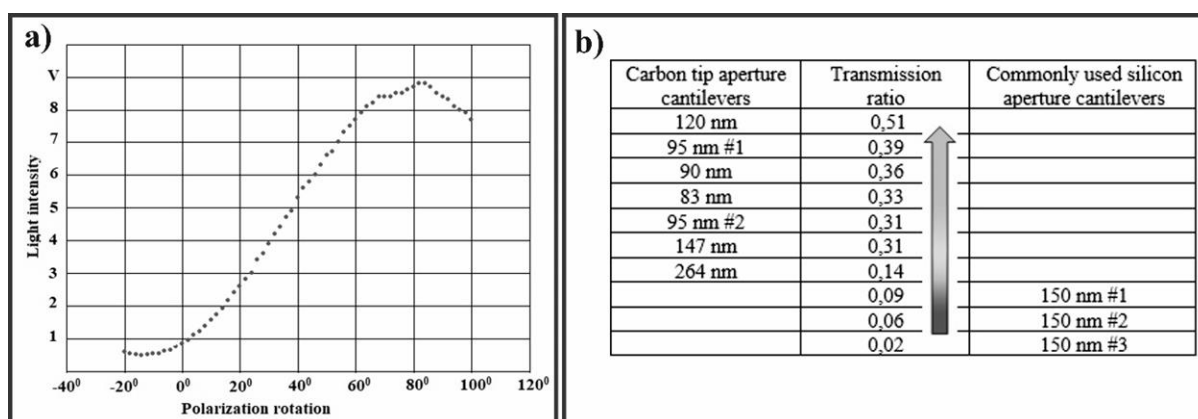 a)
V
8
7
6
5
4
3
2
1
Light intensity
-40⁰ -20⁰ 0⁰ 20⁰ 40⁰ 60⁰ 80⁰ 100⁰ 120⁰
Polarization rotation
b)
Carbon tip aperture cantilevers Transmission ratio Commonly used silicon aperture cantilevers
120 nm 0,51
95 nm #1 0,39
90 nm 0,36
83 nm 0,33
95 nm #2 0,31
147 nm 0,31
264 nm 0,14
0,09 150 nm #1
0,06 150 nm #2
0,02 150 nm #3